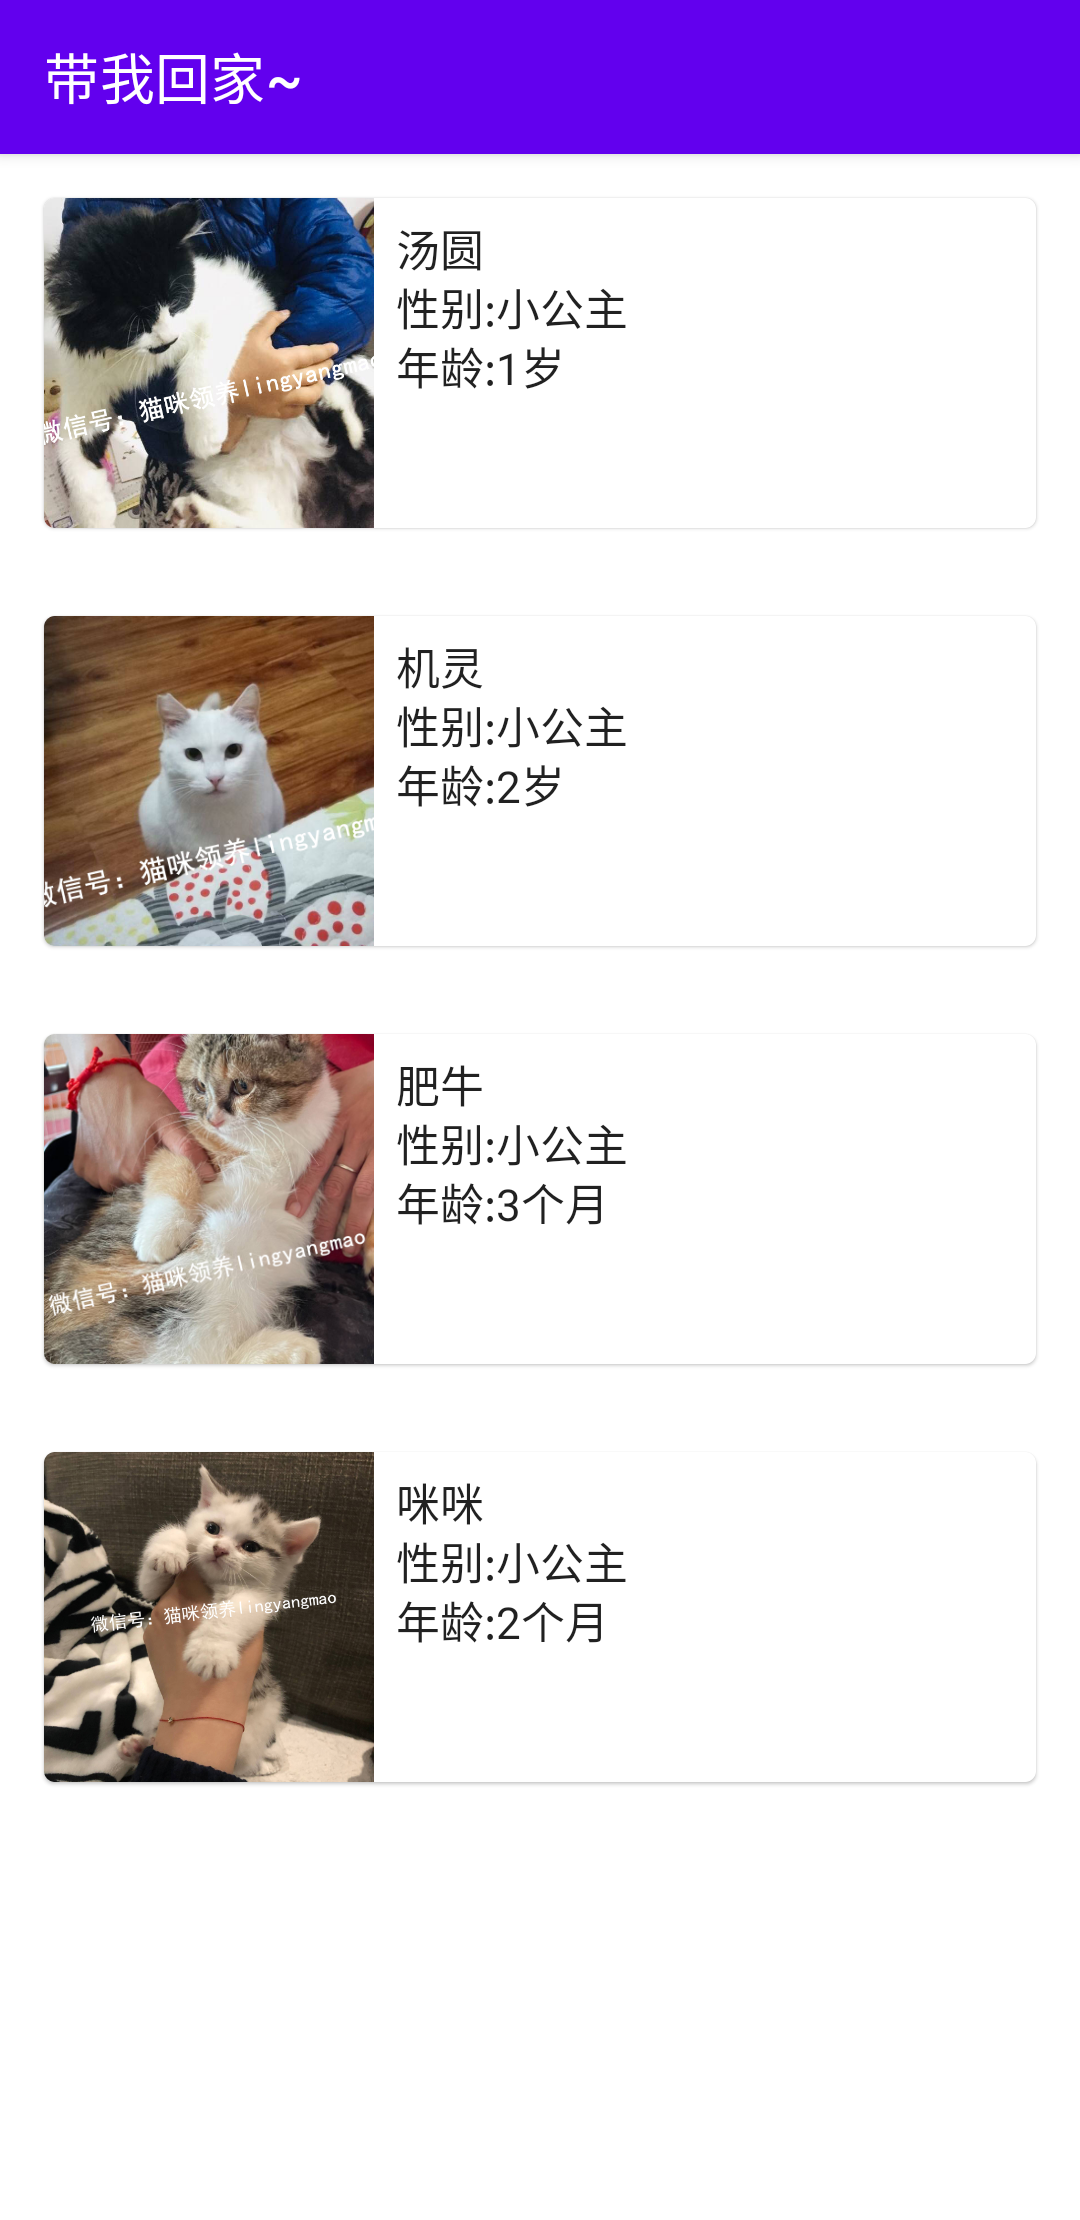 带我回家~
汤圆
性别:小公主
年龄:1岁
微信号：猫咪领养lingyangmao
机灵
性别:小公主
年龄:2岁
微信号：猫咪领养lingyangm
肥牛
性别:小公主
年龄:3个月
微信号：猫咪领养lingyangmao
咪咪
性别:小公主
年龄:2个月
微信号：猫咪领养lingyangmao